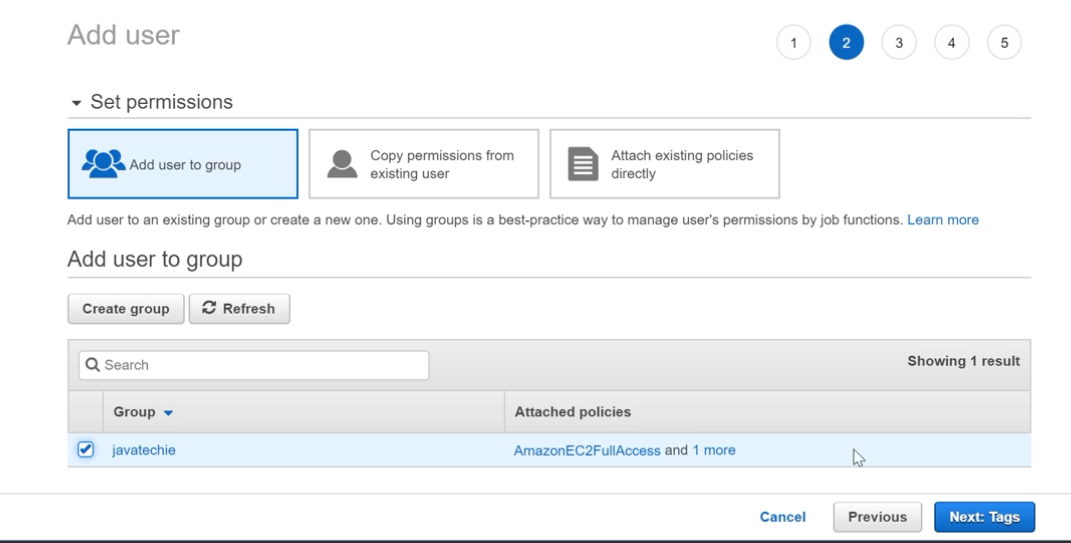 Add user
1 2 3 4 5
Set permissions
Add user to group
Copy permissions from
existing user
Attach existing policies
directly
Add user to an existing group or create a new one. Using groups is a best-practice way to manage user's permissions by job functions. Learn more
Add user to group
Create group Refresh
Search Showing 1 result
Group Attached policies
javatechie AmazonEC2FullAccess and 1 more
Cancel Previous Next: Tags